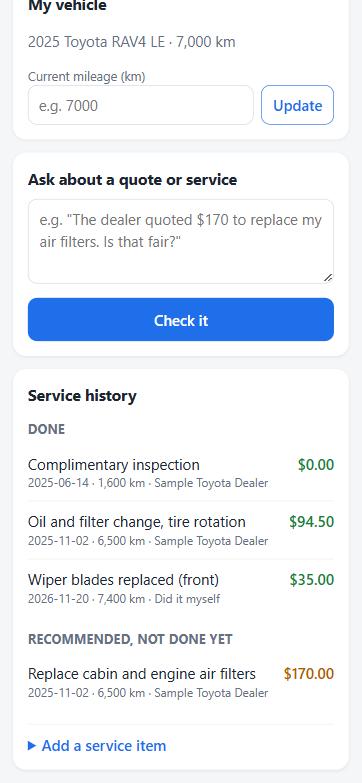 My vehicle
2025 Toyota RAV4 LE · 7,000 km
Current mileage (km)
e.g. 7000
Update
Ask about a quote or service
e.g. "The dealer quoted $170 to replace my
air filters. Is that fair?"
Check it
Service history
DONE
Complimentary inspection
$0.00
2025-06-14 · 1,600 km · Sample Toyota Dealer
Oil and filter change, tire rotation
$94.50
2025-11-02 · 6,500 km · Sample Toyota Dealer
Wiper blades replaced (front)
$35.00
2026-11-20 · 7,400 km · Did it myself
RECOMMENDED, NOT DONE YET
Replace cabin and engine air filters
$170.00
2025-11-02 · 6,500 km · Sample Toyota Dealer
Add a service item